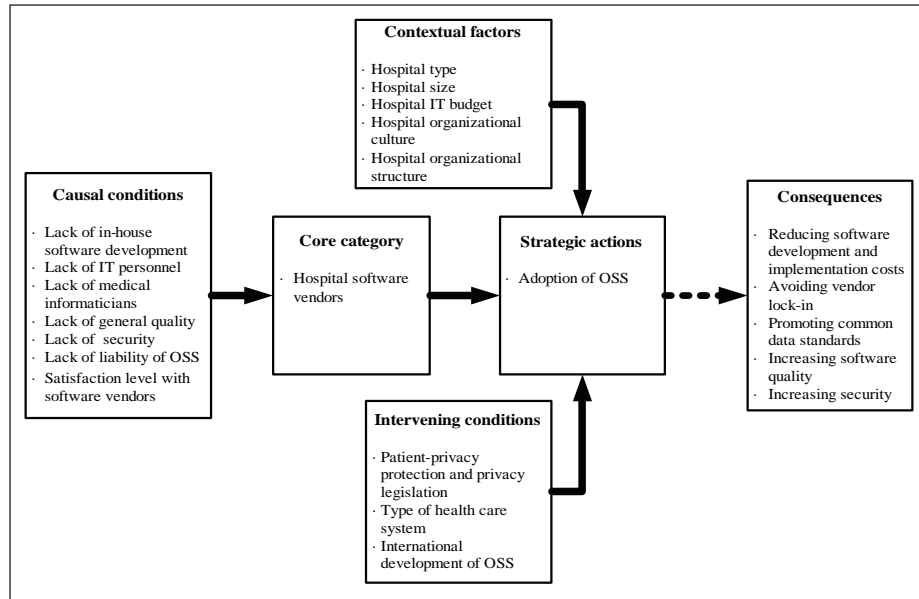 Contextual factors
· Hospital type
· Hospital size
· Hospital IT budget
· Hospital organizational
culture
· Hospital organizational
structure
Causal conditions
· Lack of in-house
software development
· Lack of IT personnel
· Lack of medical
informaticians
· Lack of general quality
· Lack of security
· Lack of liability of OSS
· Satisfaction level with
software vendors
Core category
· Hospital software
vendors
Strategic actions
· Adoption of OSS
Consequences
· Reducing software
development and
implementation costs
· Avoiding vendor
lock-in
· Promoting common
data standards
· Increasing software
quality
· Increasing security
Intervening conditions
· Patient-privacy
protection and privacy
legislation
· Type of health care
system
· International
development of OSS